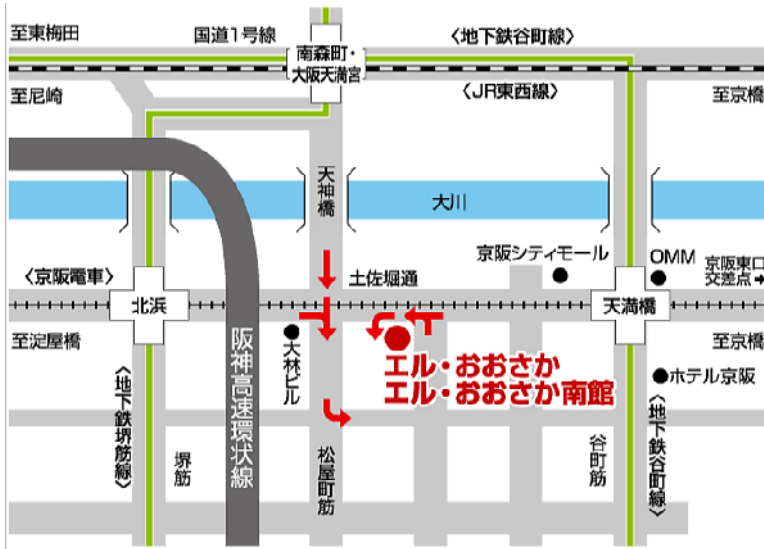 至東梅田
国道1号線
〈地下鉄谷町線〉
南森町・
大阪天満宮
至尼崎
〈JR東西線〉
至京橋
天神橋
大川
京阪シティモール
OMM
京阪東口
交差点
〈京阪電車〉
土佐堀通
北浜
天満橋
至淀屋橋
大林ビル
エル・おおさか
エル・おおさか南館
至京橋
ホテル京阪
〈地下鉄堺筋線〉
堺筋
阪神高速環状線
松屋町筋
谷町筋
〈地下鉄谷町線〉